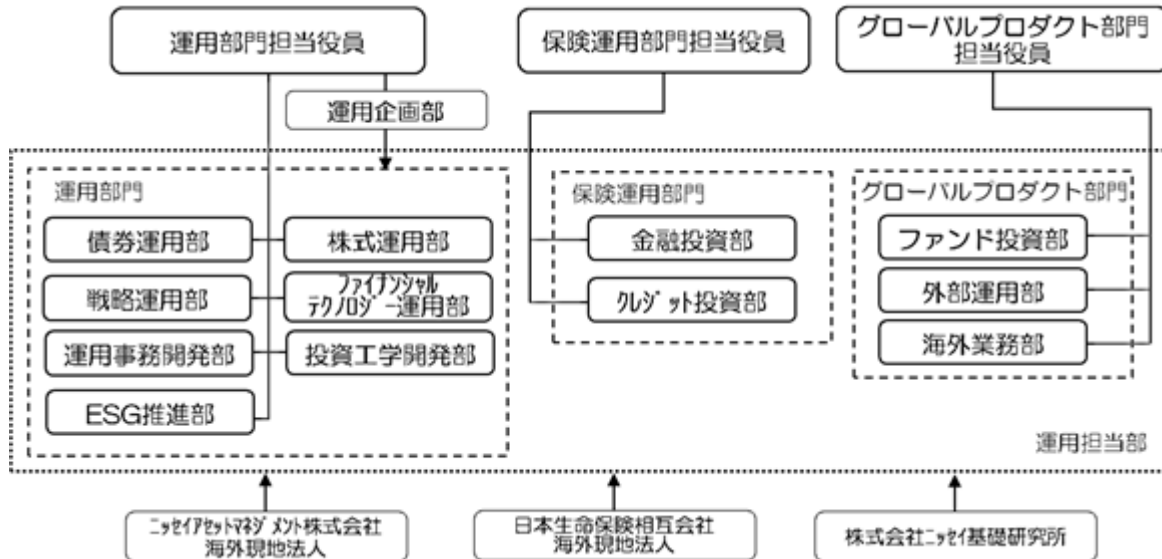 運用部門担当役員
保険運用部門担当役員
グローバルプロダクト部門
担当役員
運用企画部
運用部門
債券運用部
株式運用部
戦略運用部
ファイナンシャル
テクノロジー運用部
運用事務開発部
投資工学開発部
ESG推進部
保険運用部門
金融投資部
クレジット投資部
グローバルプロダクト部門
ファンド投資部
外部運用部
海外業務部
運用担当部
ニッセイアセットマネジメント株式会社
海外現地法人
日本生命保険相互会社
海外現地法人
株式会社ニッセイ基礎研究所